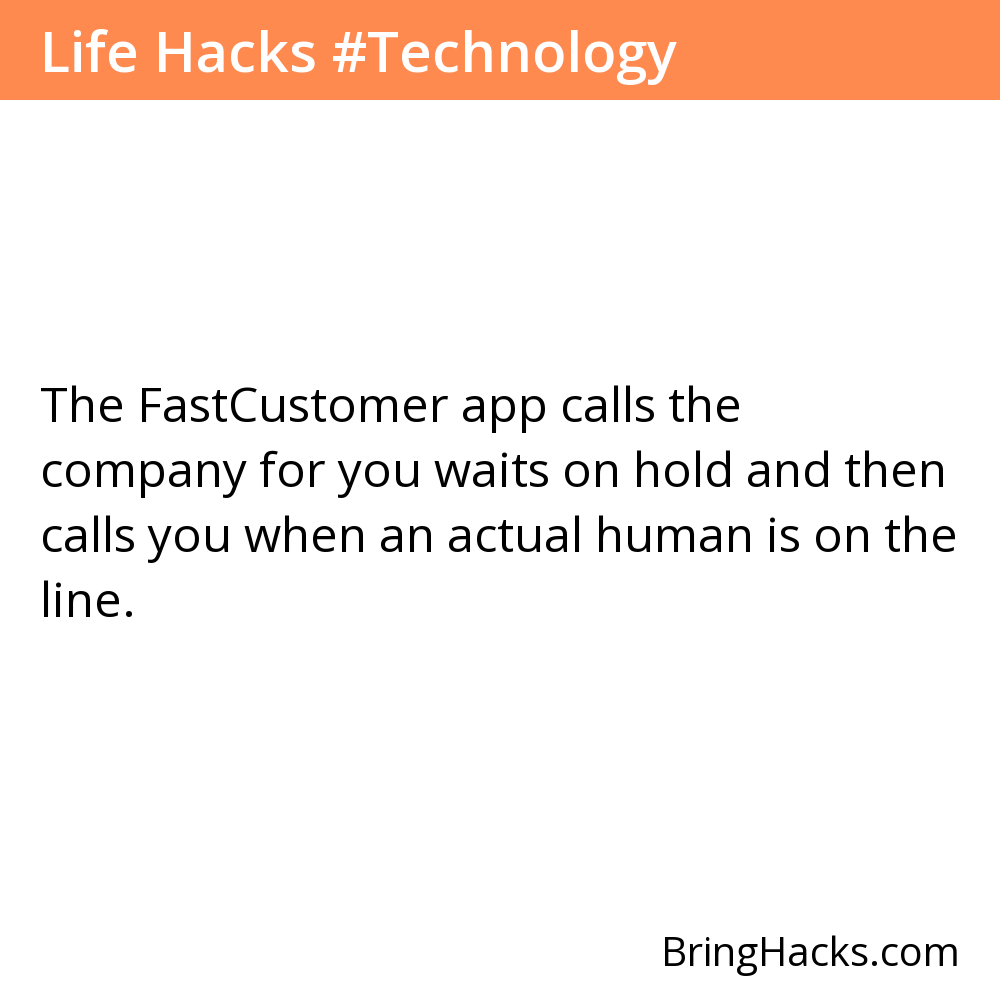 Life Hacks #Technology
The FastCustomer app calls the
company for you waits on hold and then
calls you when an actual human is on the
line.
BringHacks.com